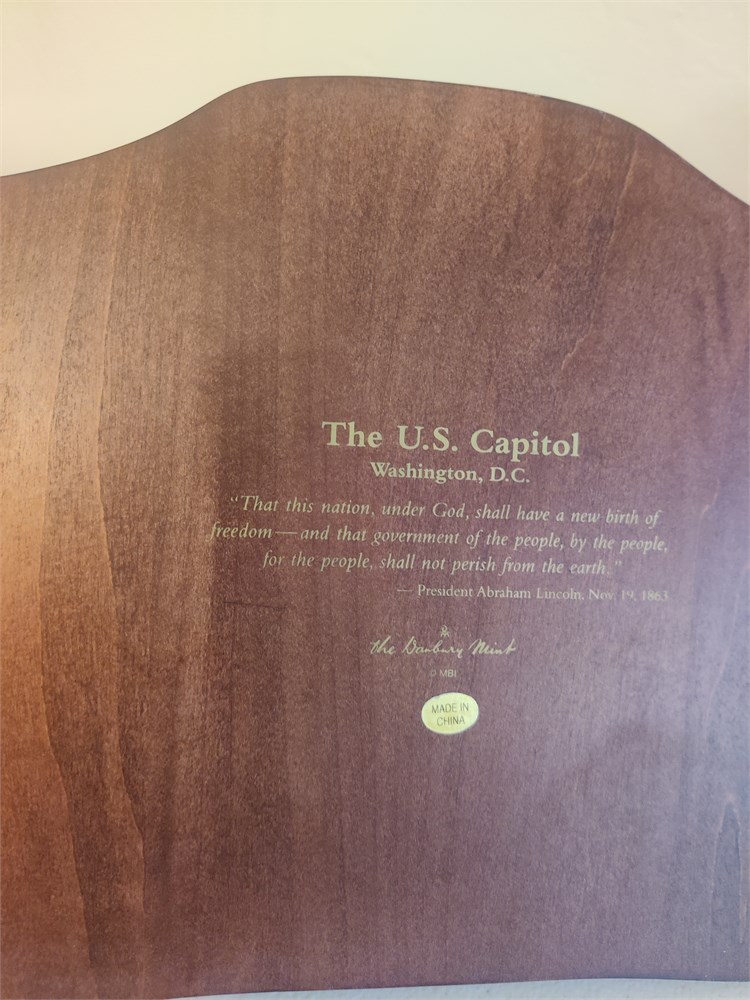 The U.S. Capitol
Washington, D.C.
“That this nation, under God, shall have a new birth of
freedom—and that government of the people, by the people,
for the people, shall not perish from the earth.”
— President Abraham Lincoln, Nov. 19, 1863
The Danbury Mint
© MBI
MADE IN
CHINA